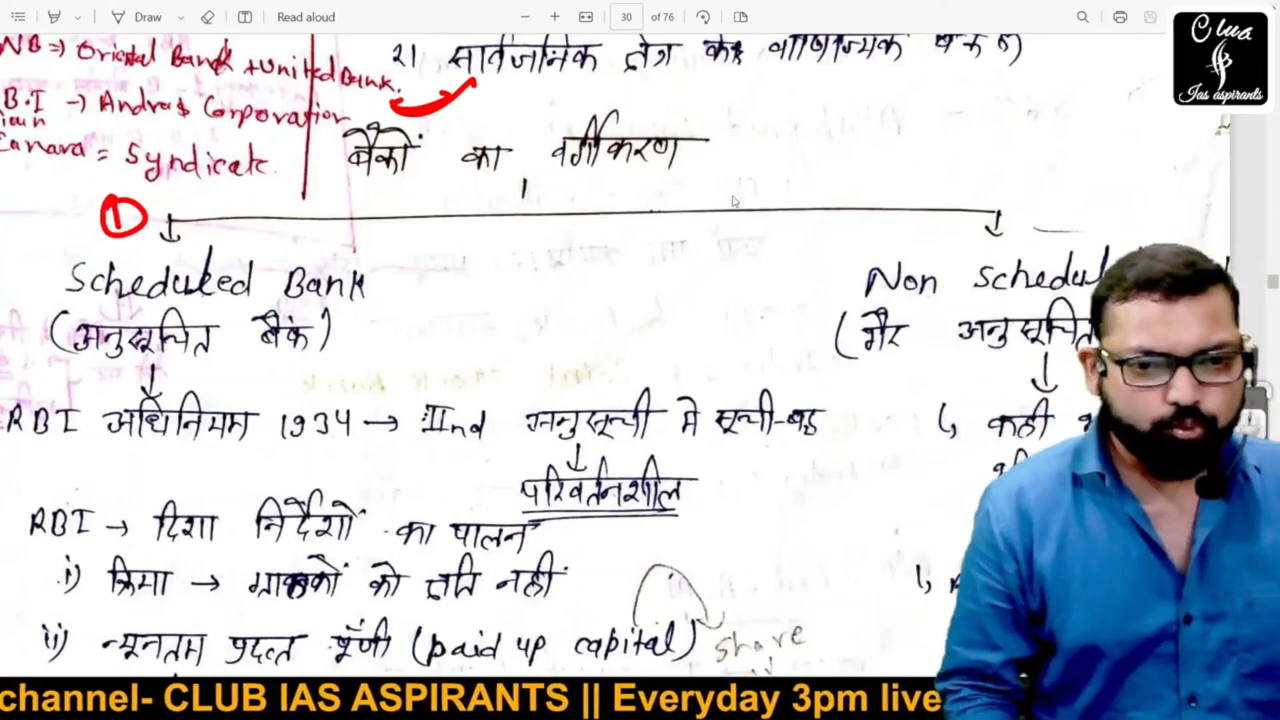 Draw
Read aloud
30 of 76
Club
Ias aspirants
NB => Oriental Bank + United Bank.
21 सार्वजनिक क्षेत्र के
B.I -> Andra & Corporation
Canara = Syndicate.
बैंकों का वर्गीकरण
1
Scheduled Bank
Non Schedul
(अनुसूचित बैंक)
(गैर अनुसूचित
RBI अधिनियम 1934 → IInd अनुसूची मे सूची-बद्ध
परिवर्तनशील
RBI → दिशा निर्देशों का पालन
i) क्रिया → ग्राहकों को क्षति नहीं
ii) न्यूनतम प्रदत्त पूँजी (paid up capital) share
channel- CLUB IAS ASPIRANTS || Everyday 3pm live